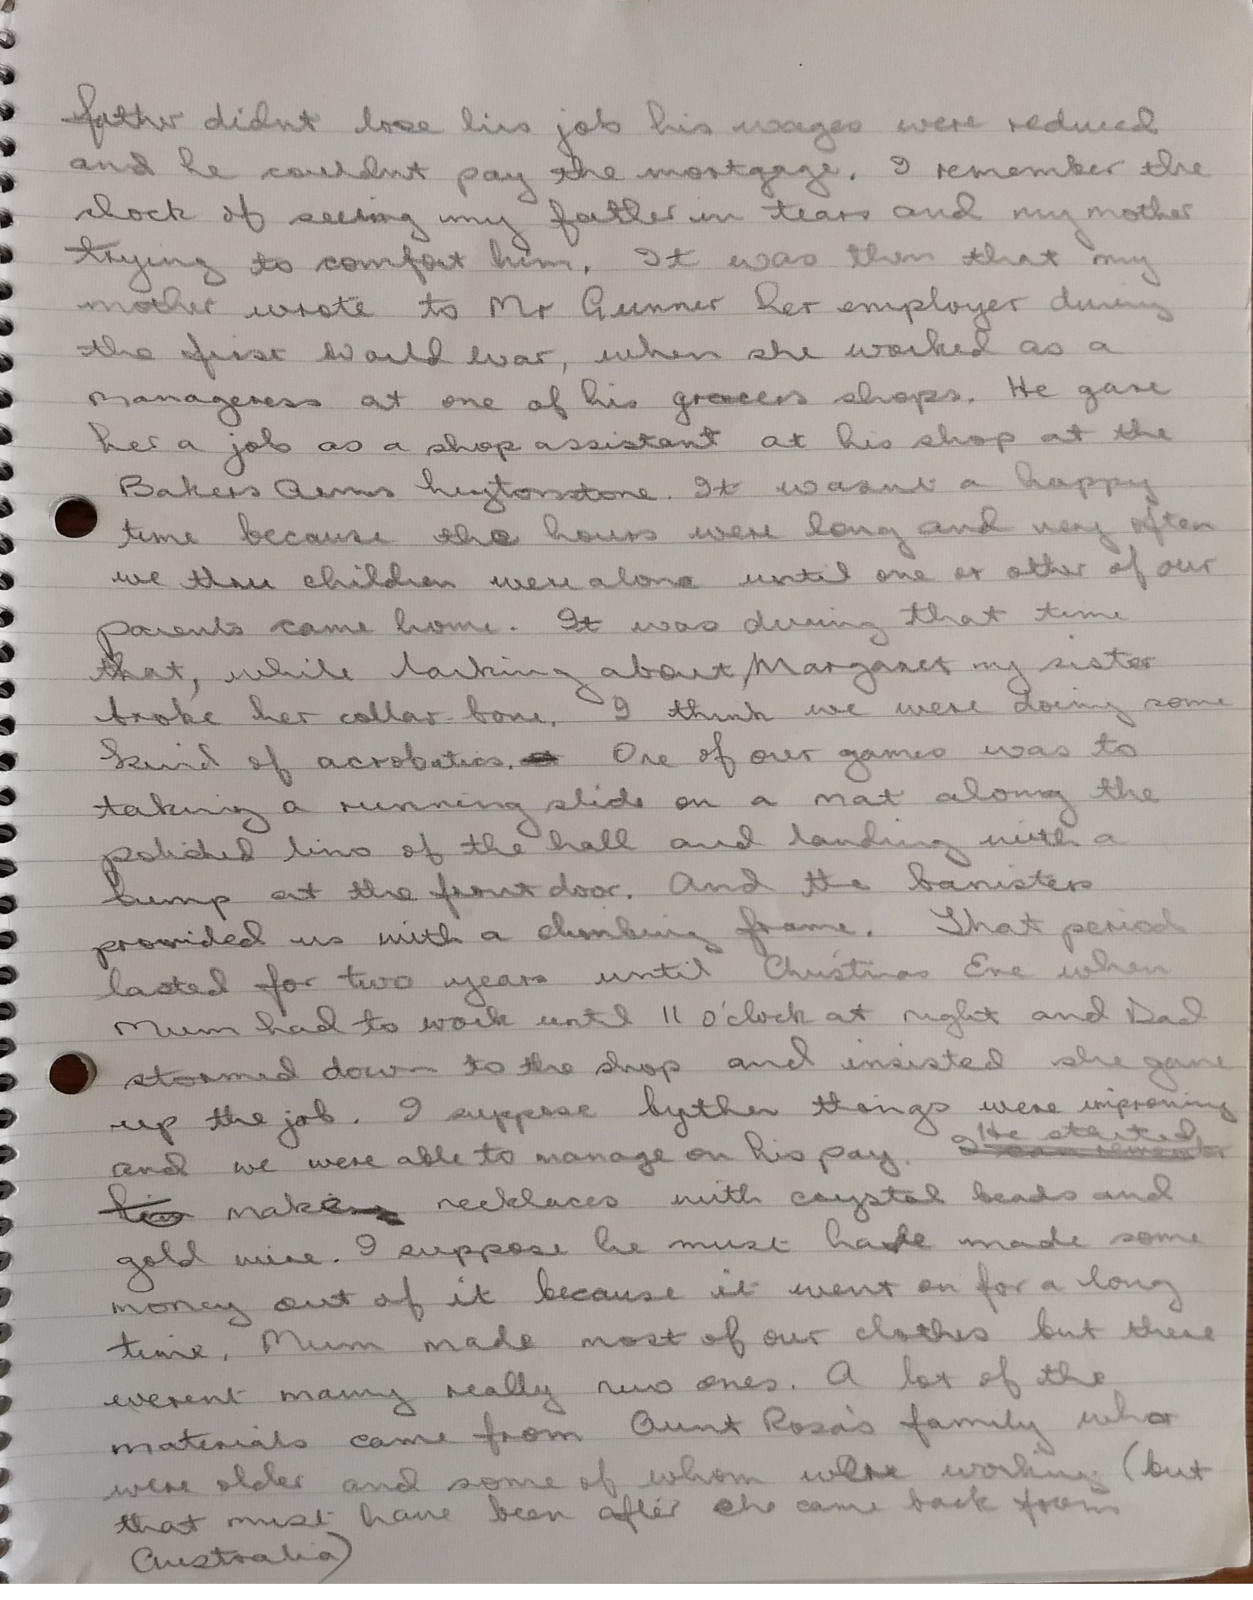 father didnt lose his job his wages were reduced
and he couldnt pay the mortgage. I remember the
shock of seeing my father in tears and my mother
trying to comfort him. It was then that my
mother wrote to Mr Gunner her employer during
the first World War, when she worked as a
manageress at one of his grocers shops. He gave
her a job as a shop assistant at his shop at the
Bakers Arms Leytonstone. It wasnt a happy
time because the hours were long and very often
we three children were alone until one or other of our
parents came home. It was during that time
that, while larking about, Margaret my sister
broke her collar-bone. I think we were doing some
kind of acrobatics. One of our games was to
taking a running slide on a mat along the
polished lino of the hall and landing with a
bump at the front door. And the banisters
provided us with a climbing frame. That period
lasted for two years until Christmas Eve when
Mum had to work until 11 o'clock at night and Dad
stormed down to the shop and insisted she gave
up the job. I suppose by then things were improving
and we were able to manage on his pay. He started
making necklaces with crystal beads and
gold wire. I suppose he must have made some
money out of it because it went on for a long
time. Mum made most of our clothes but there
werent many really new ones. A lot of the
materials came from Aunt Rosa's family who
were older and some of whom were working (but
that must have been after she came back from
Australia)